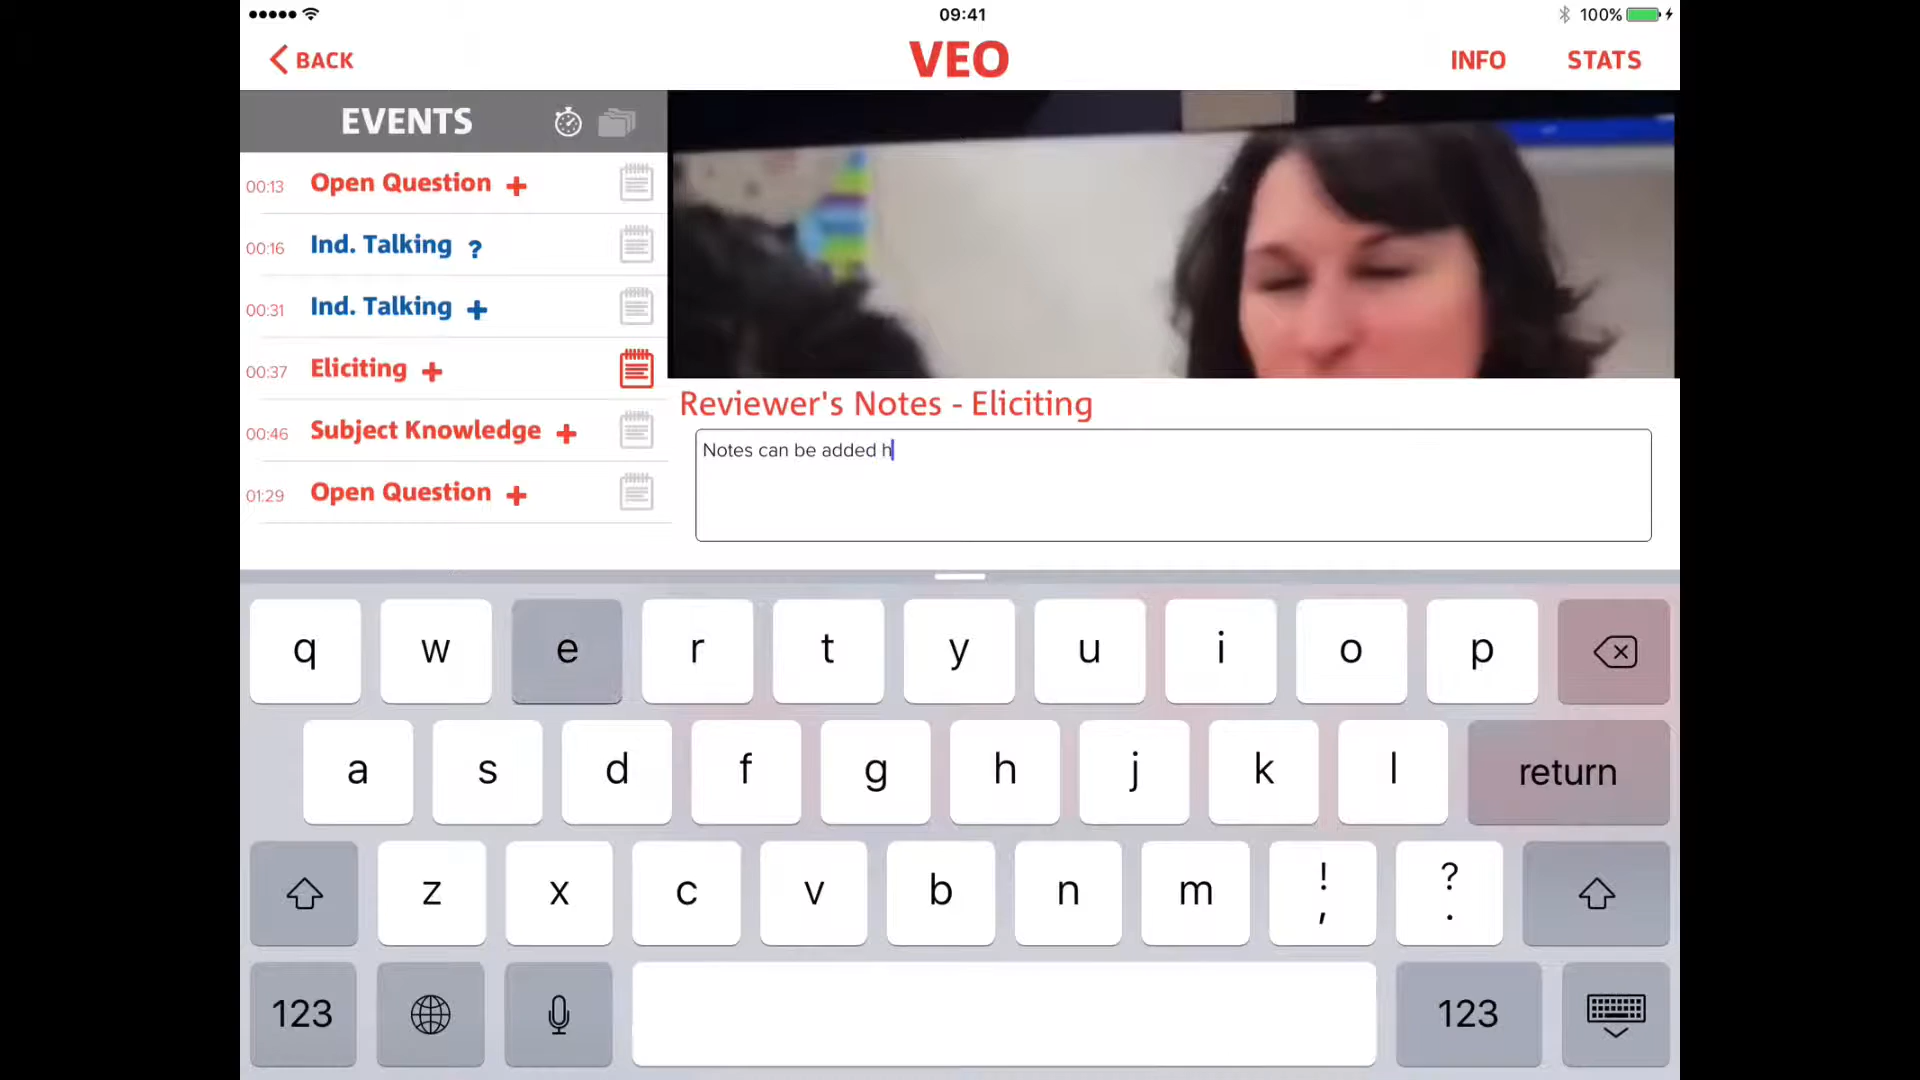 09:41
100%
BACK
VEO
INFO
STATS
EVENTS
00:13 Open Question +
00:16 Ind. Talking ?
00:31 Ind. Talking +
00:37 Eliciting +
00:46 Subject Knowledge +
01:29 Open Question +
Reviewer's Notes - Eliciting
Notes can be added h
q w e r t y u i o p
a s d f g h j k l return
z x c v b n m ! , ? .
123 123